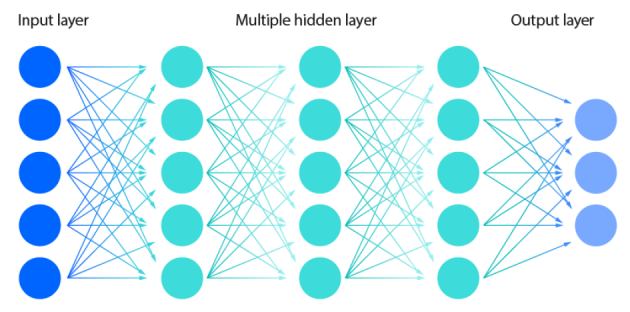 Input layer
Multiple hidden layer
Output layer